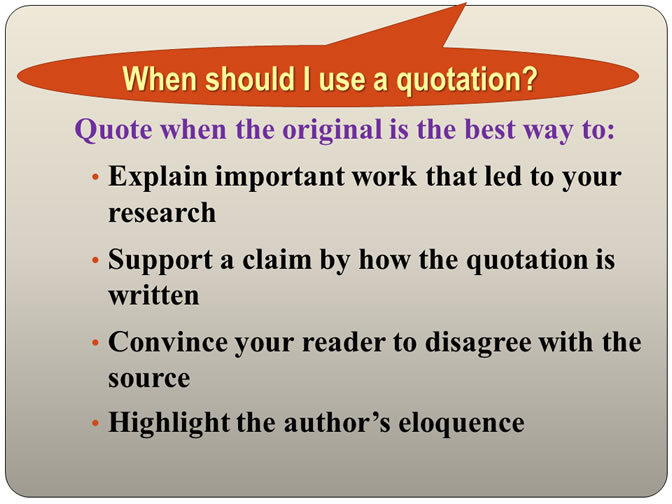 When should I use a quotation?
Quote when the original is the best way to:
• Explain important work that led to your
research
• Support a claim by how the quotation is
written
• Convince your reader to disagree with the
source
• Highlight the author’s eloquence